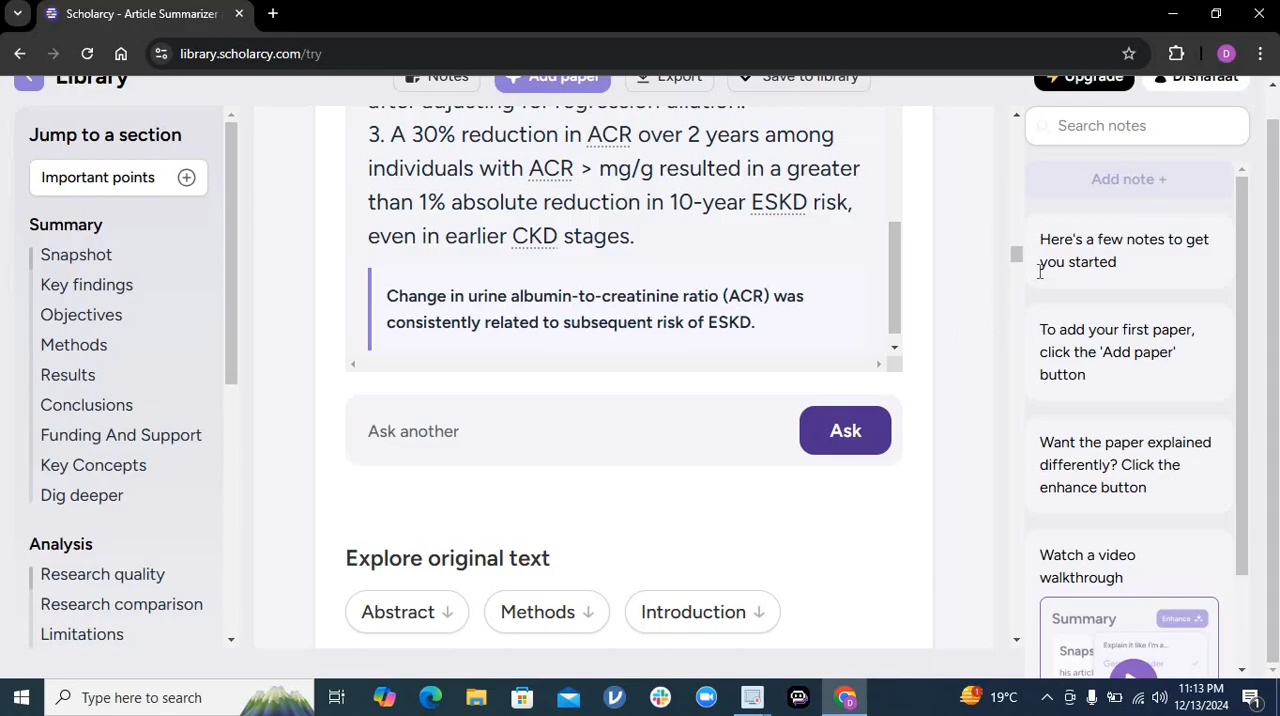 Scholarcy - Article Summarizer
library.scholarcy.com/try
D
Library
Notes
Add paper
Export
Save to library
Upgrade
Drsharaat
Jump to a section
Important points
Summary
Snapshot
Key findings
Objectives
Methods
Results
Conclusions
Funding And Support
Key Concepts
Dig deeper
Analysis
Research quality
Research comparison
Limitations
after adjusting for regression dilution.
3. A 30% reduction in ACR over 2 years among
individuals with ACR > mg/g resulted in a greater
than 1% absolute reduction in 10-year ESKD risk,
even in earlier CKD stages.
Change in urine albumin-to-creatinine ratio (ACR) was
consistently related to subsequent risk of ESKD.
Ask another
Ask
Explore original text
Abstract ↓
Methods ↓
Introduction ↓
Search notes
Add note +
Here's a few notes to get
you started
To add your first paper,
click the 'Add paper'
button
Want the paper explained
differently? Click the
enhance button
Watch a video
walkthrough
Summary
Enhance
Snaps
Explain it like I'm a...
his articl
Type here to search
19°C
11:13 PM
12/13/2024